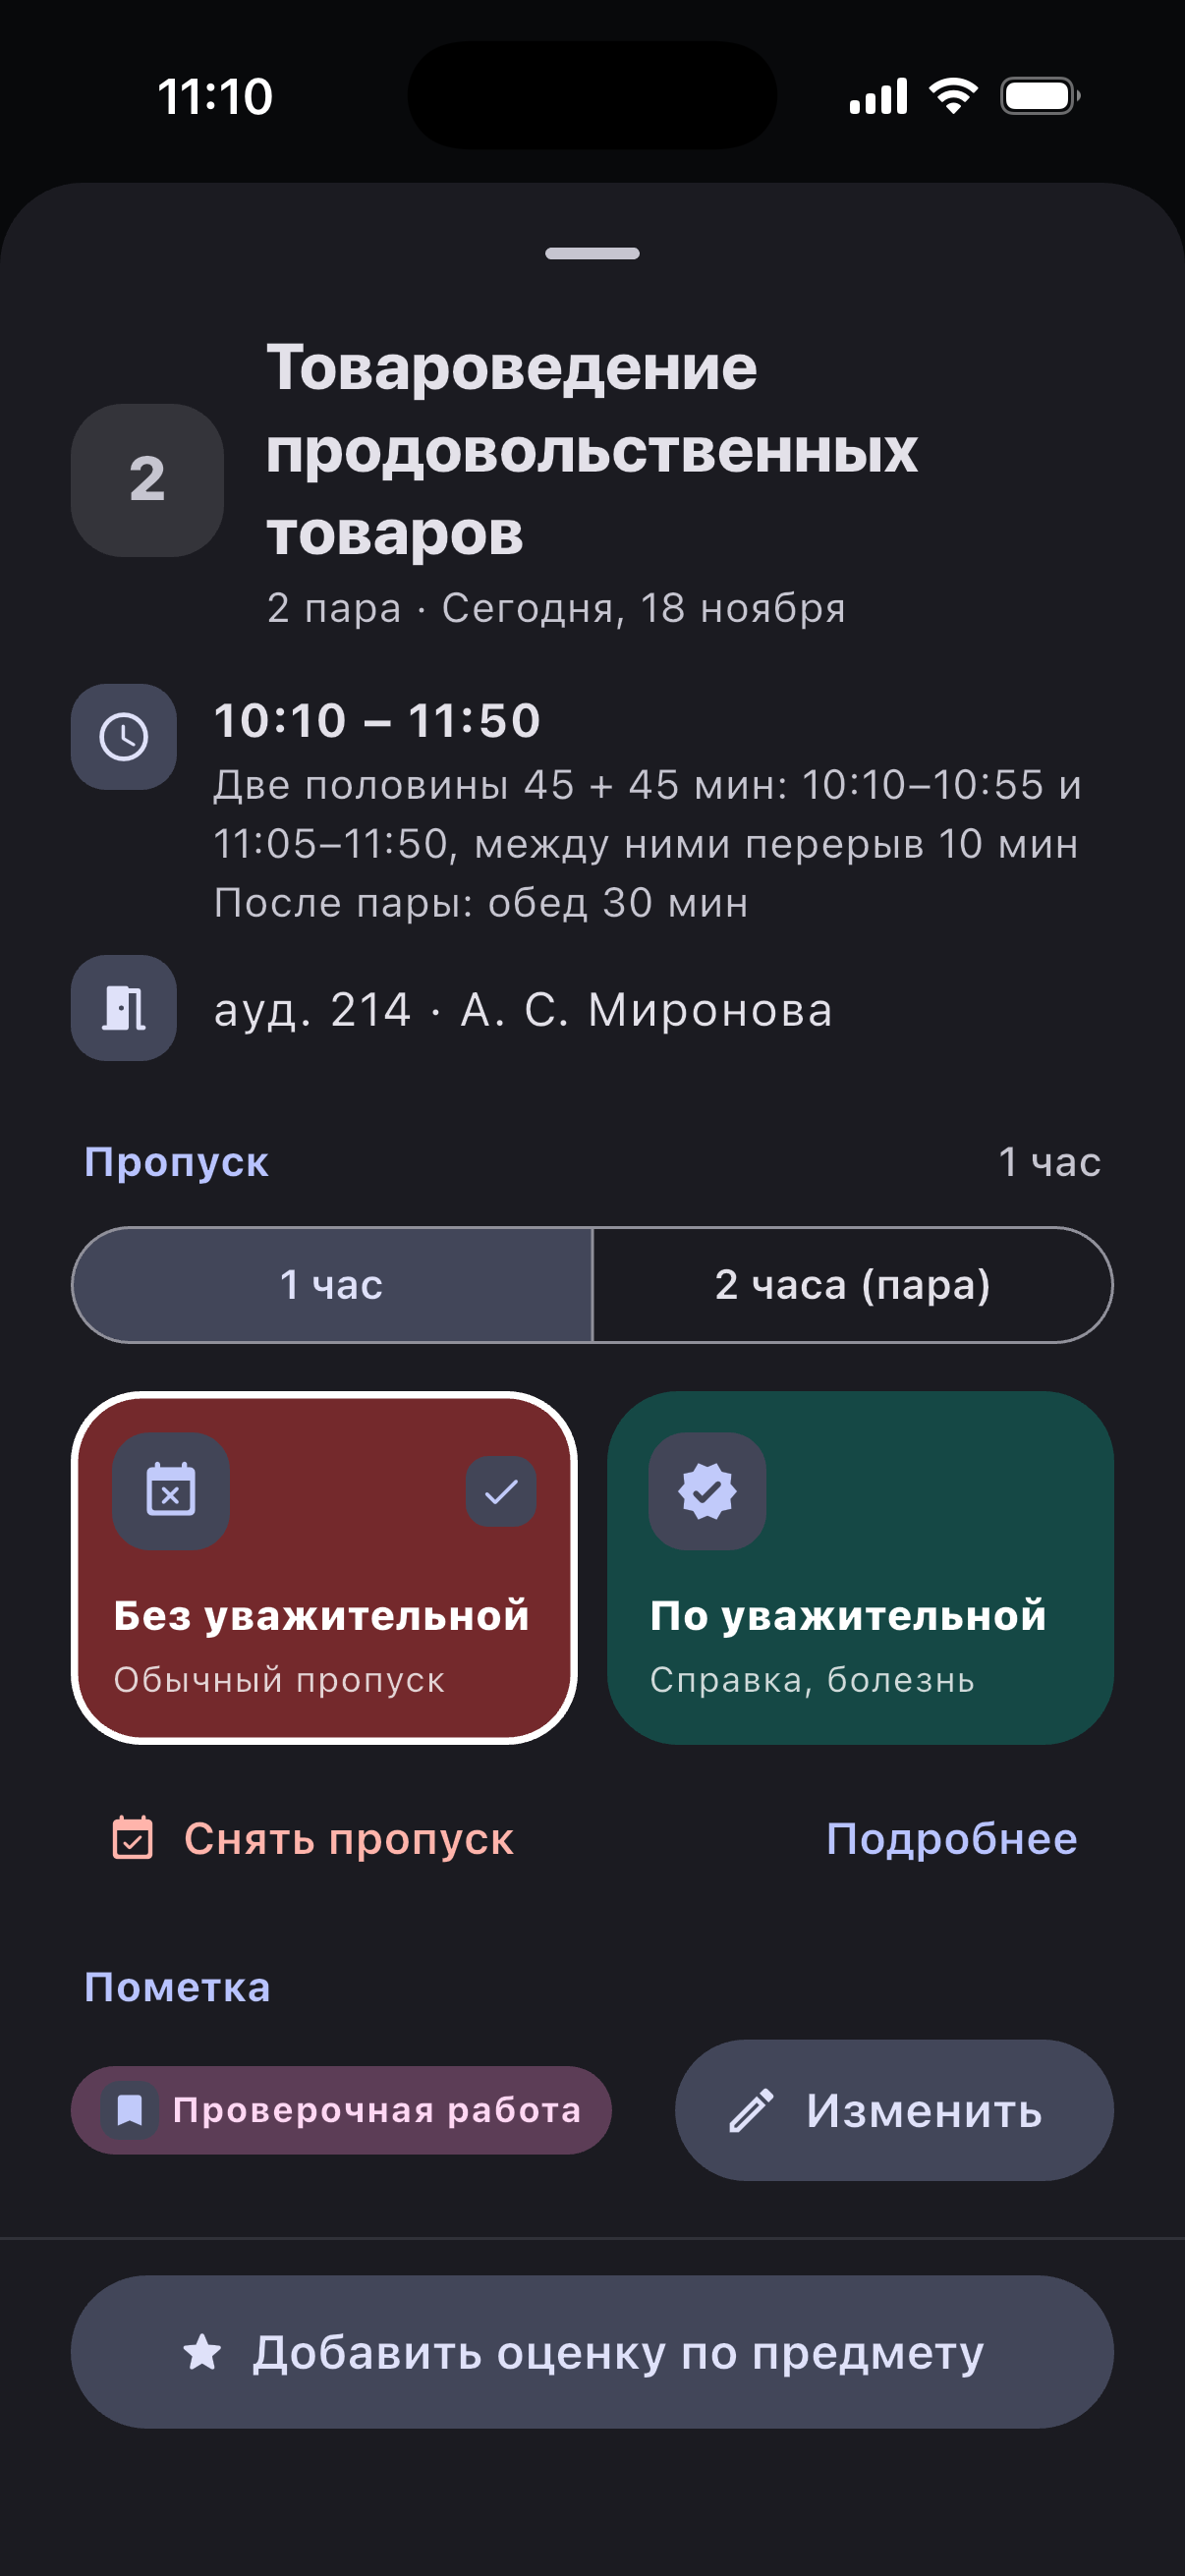 11:10
Товароведение
продовольственных
товаров
2
2 пара · Сегодня, 18 ноября
10:10 – 11:50
Две половины 45 + 45 мин: 10:10–10:55 и
11:05–11:50, между ними перерыв 10 мин
После пары: обед 30 мин
ауд. 214 · А. С. Миронова
Пропуск
1 час
1 час
2 часа (пара)
Без уважительной
Обычный пропуск
По уважительной
Справка, болезнь
Снять пропуск
Подробнее
Пометка
Проверочная работа
Изменить
Добавить оценку по предмету